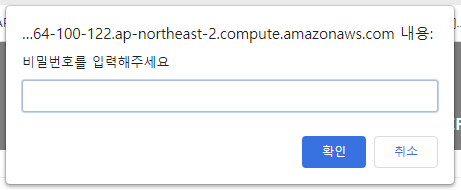 ...64-100-122.ap-northeast-2.compute.amazonaws.com 내용:
비밀번호를 입력해주세요
확인
취소